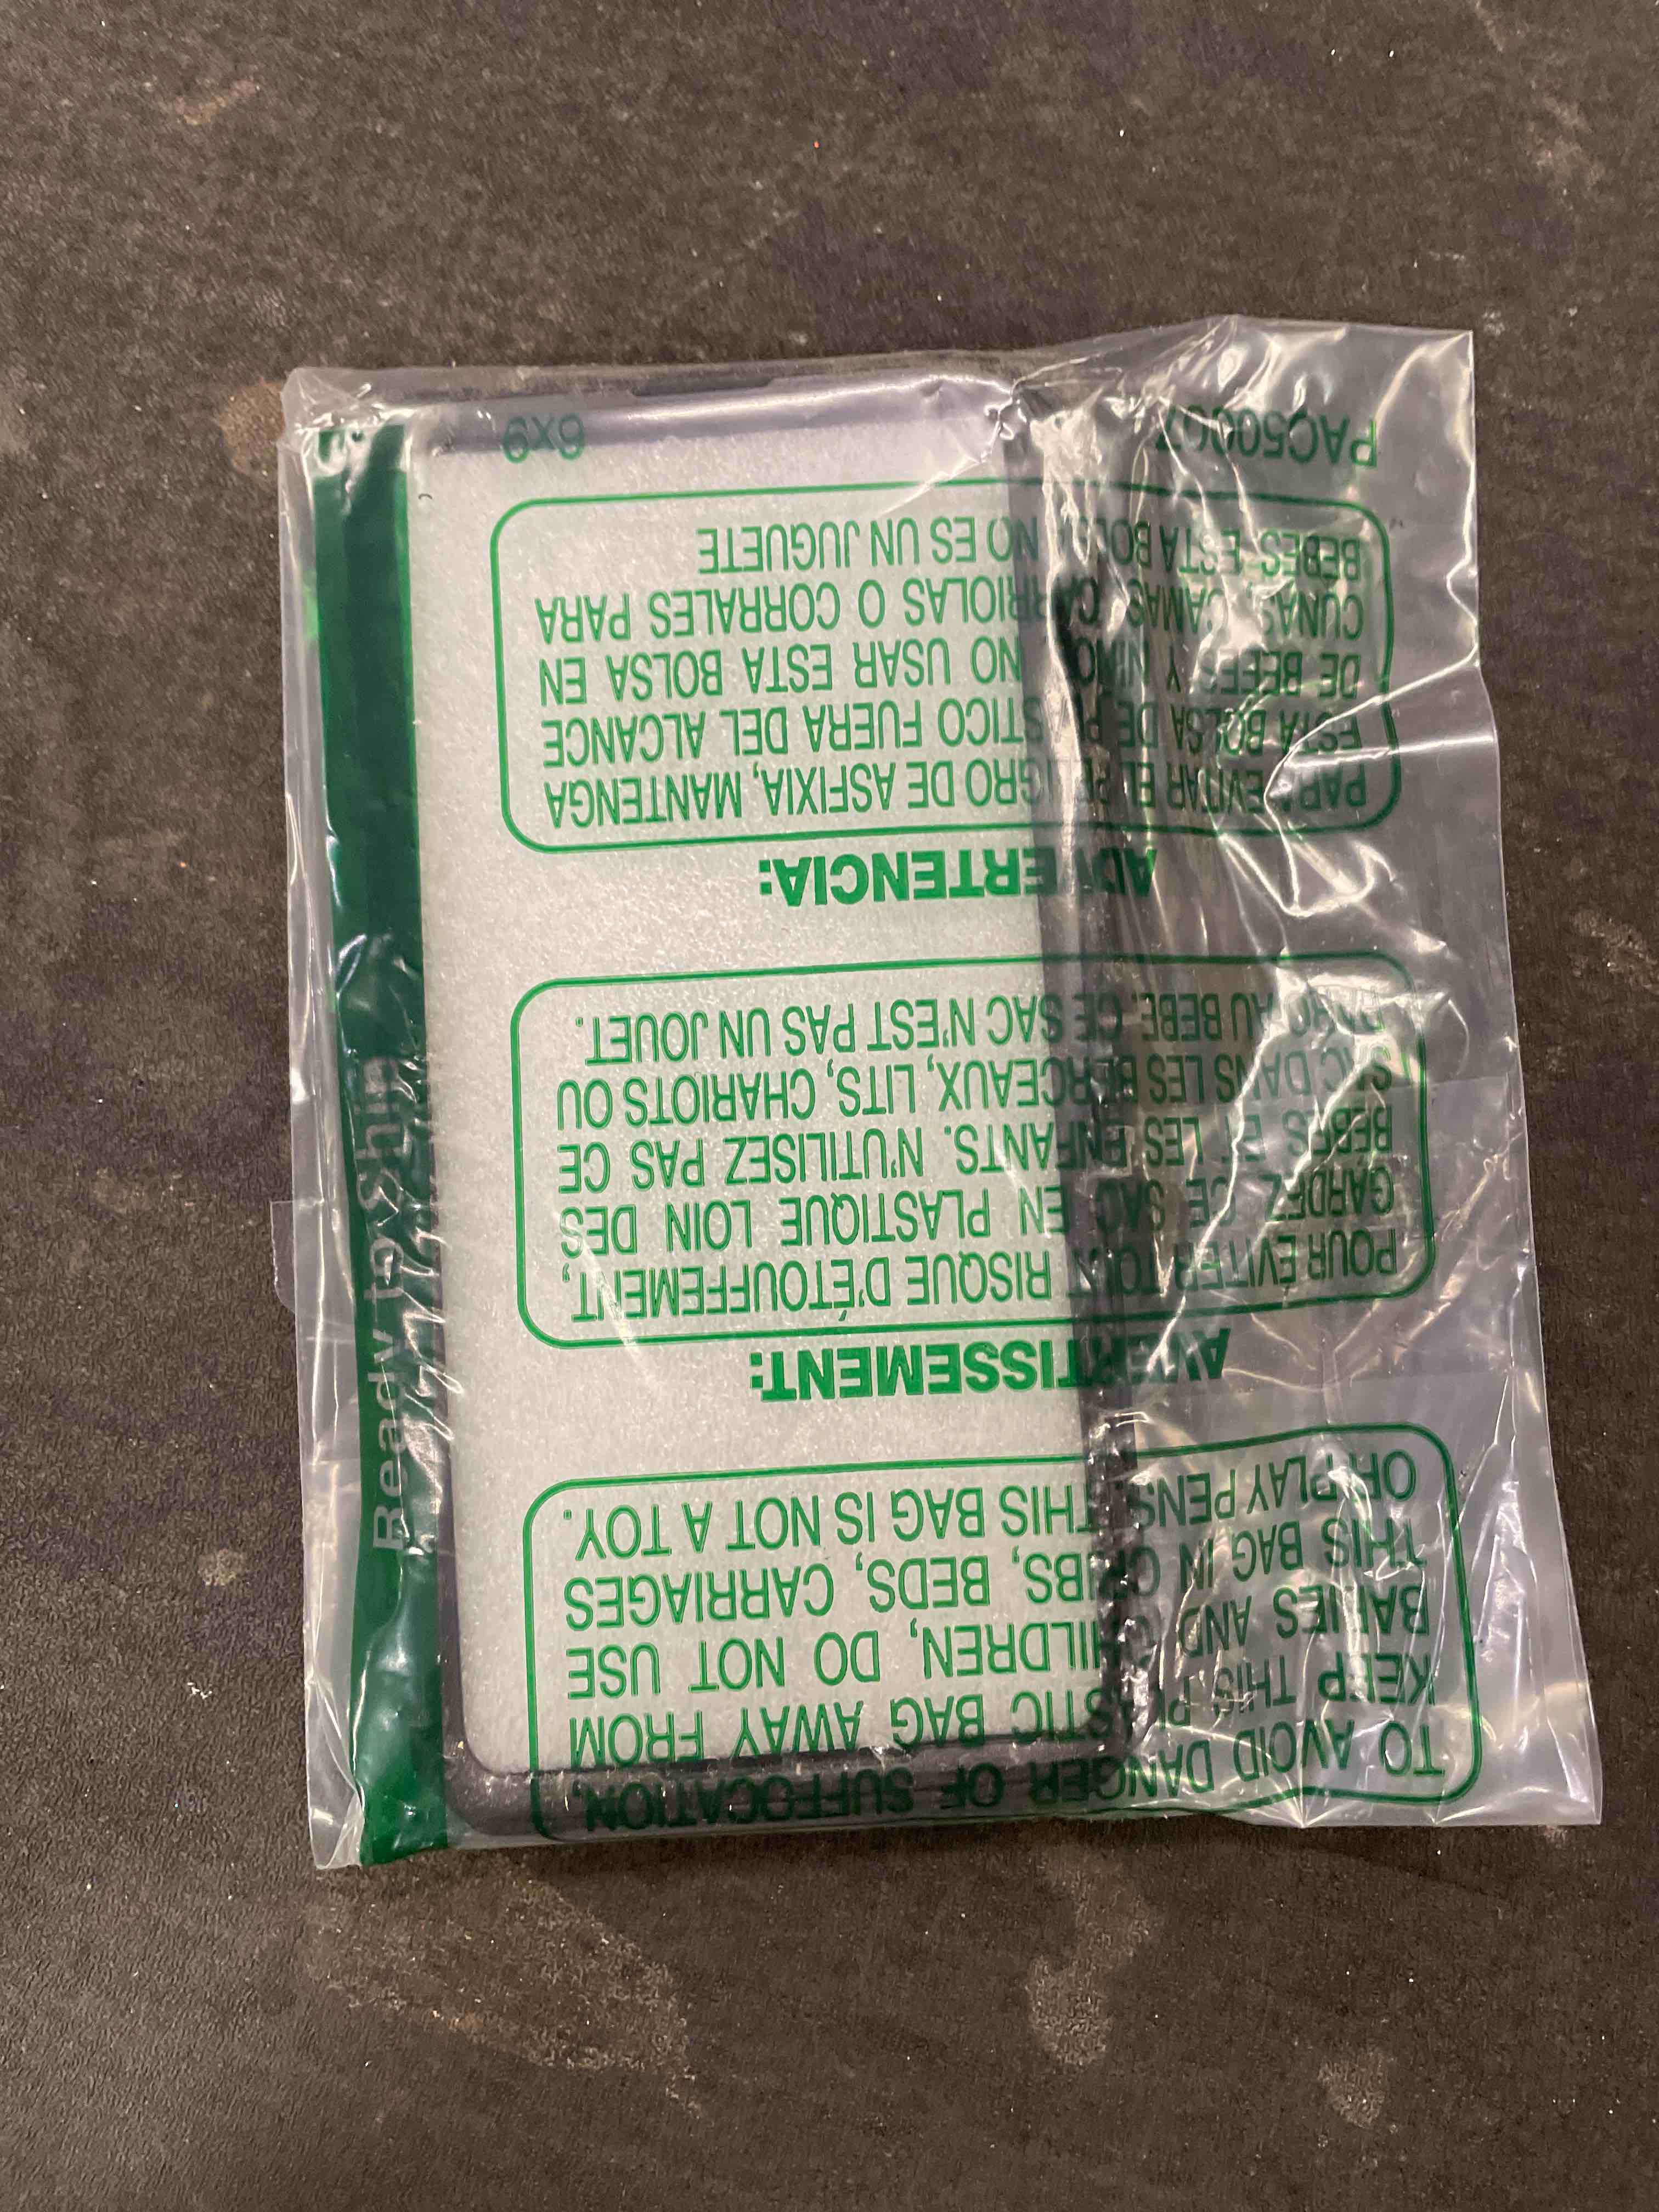 TO AVOID DANGER OF SUFFOCATION,
KEEP THIS PLASTIC BAG AWAY FROM
BABIES AND CHILDREN, DO NOT USE
THIS BAG IN CRIBS, BEDS, CARRIAGES
OR PLAY PENS. THIS BAG IS NOT A TOY.
AVERTISSEMENT:
POUR ÉVITER TOUT RISQUE D'ÉTOUFFEMENT,
GARDEZ CE SAC EN PLASTIQUE LOIN DES
BEBES ET LES ENFANTS. N'UTILISEZ PAS CE
SAC DANS LES BERCEAUX, LITS, CHARIOTS OU
PARC AU BEBE. CE SAC N'EST PAS UN JOUET.
ADVERTENCIA:
PARA EVITAR EL PELIGRO DE ASFIXIA, MANTENGA
ESTA BOLSA DE PLASTICO FUERA DEL ALCANCE
DE BEBES Y NO USAR ESTA BOLSA EN
CUNAS, CAMAS, CARRIOLAS O CORRALES PARA
BEBES. ESTA BOLSA NO ES UN JUGUETE
6x9
Ready to Ship